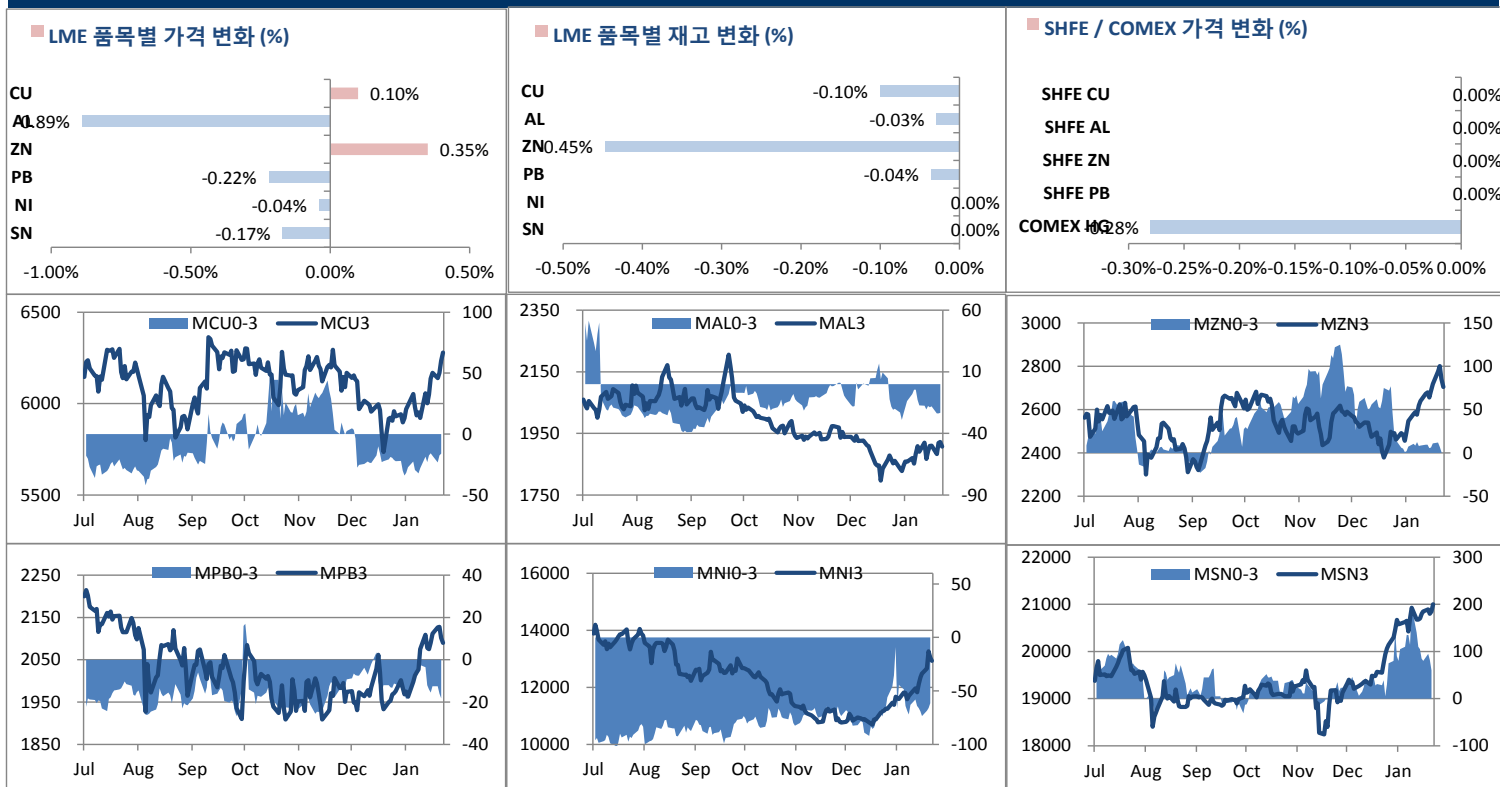 LME 품목별 가격 변화 (%)
CU
0.10%
AL
0.89%
ZN
0.35%
PB
-0.22%
NI
-0.04%
SN
-0.17%
-1.00% -0.50% 0.00% 0.50%
LME 품목별 재고 변화 (%)
CU
-0.10%
AL
-0.03%
ZN
0.45%
PB
-0.04%
NI
0.00%
SN
0.00%
-0.50% -0.40% -0.30% -0.20% -0.10% 0.00%
SHFE / COMEX 가격 변화 (%)
SHFE CU 0.00%
SHFE AL 0.00%
SHFE ZN 0.00%
SHFE PB 0.00%
COMEX HG -0.28%
-0.30% -0.25% -0.20% -0.15% -0.10% -0.05% 0.00%
MCU0-3 MCU3
6500 100
50
6000
0
5500 -50
Jul Aug Sep Oct Nov Dec Jan
MAL0-3 MAL3
2350 60
2150 10
1950 -40
1750 -90
Jul Aug Sep Oct Nov Dec Jan
MZN0-3 MZN3
3000 150
2800 100
2600 50
2400 0
2200 -50
Jul Aug Sep Oct Nov Dec Jan
MPB0-3 MPB3
2250 40
2150 20
2050 0
1950 -20
1850 -40
Jul Aug Sep Oct Nov Dec Jan
MNI0-3 MNI3
16000 50
14000 0
12000 -50
10000 -100
Jul Aug Sep Oct Nov Dec Jan
MSN0-3 MSN3
22000 300
21000 200
20000 100
19000 0
18000 -100
Jul Aug Sep Oct Nov Dec Jan